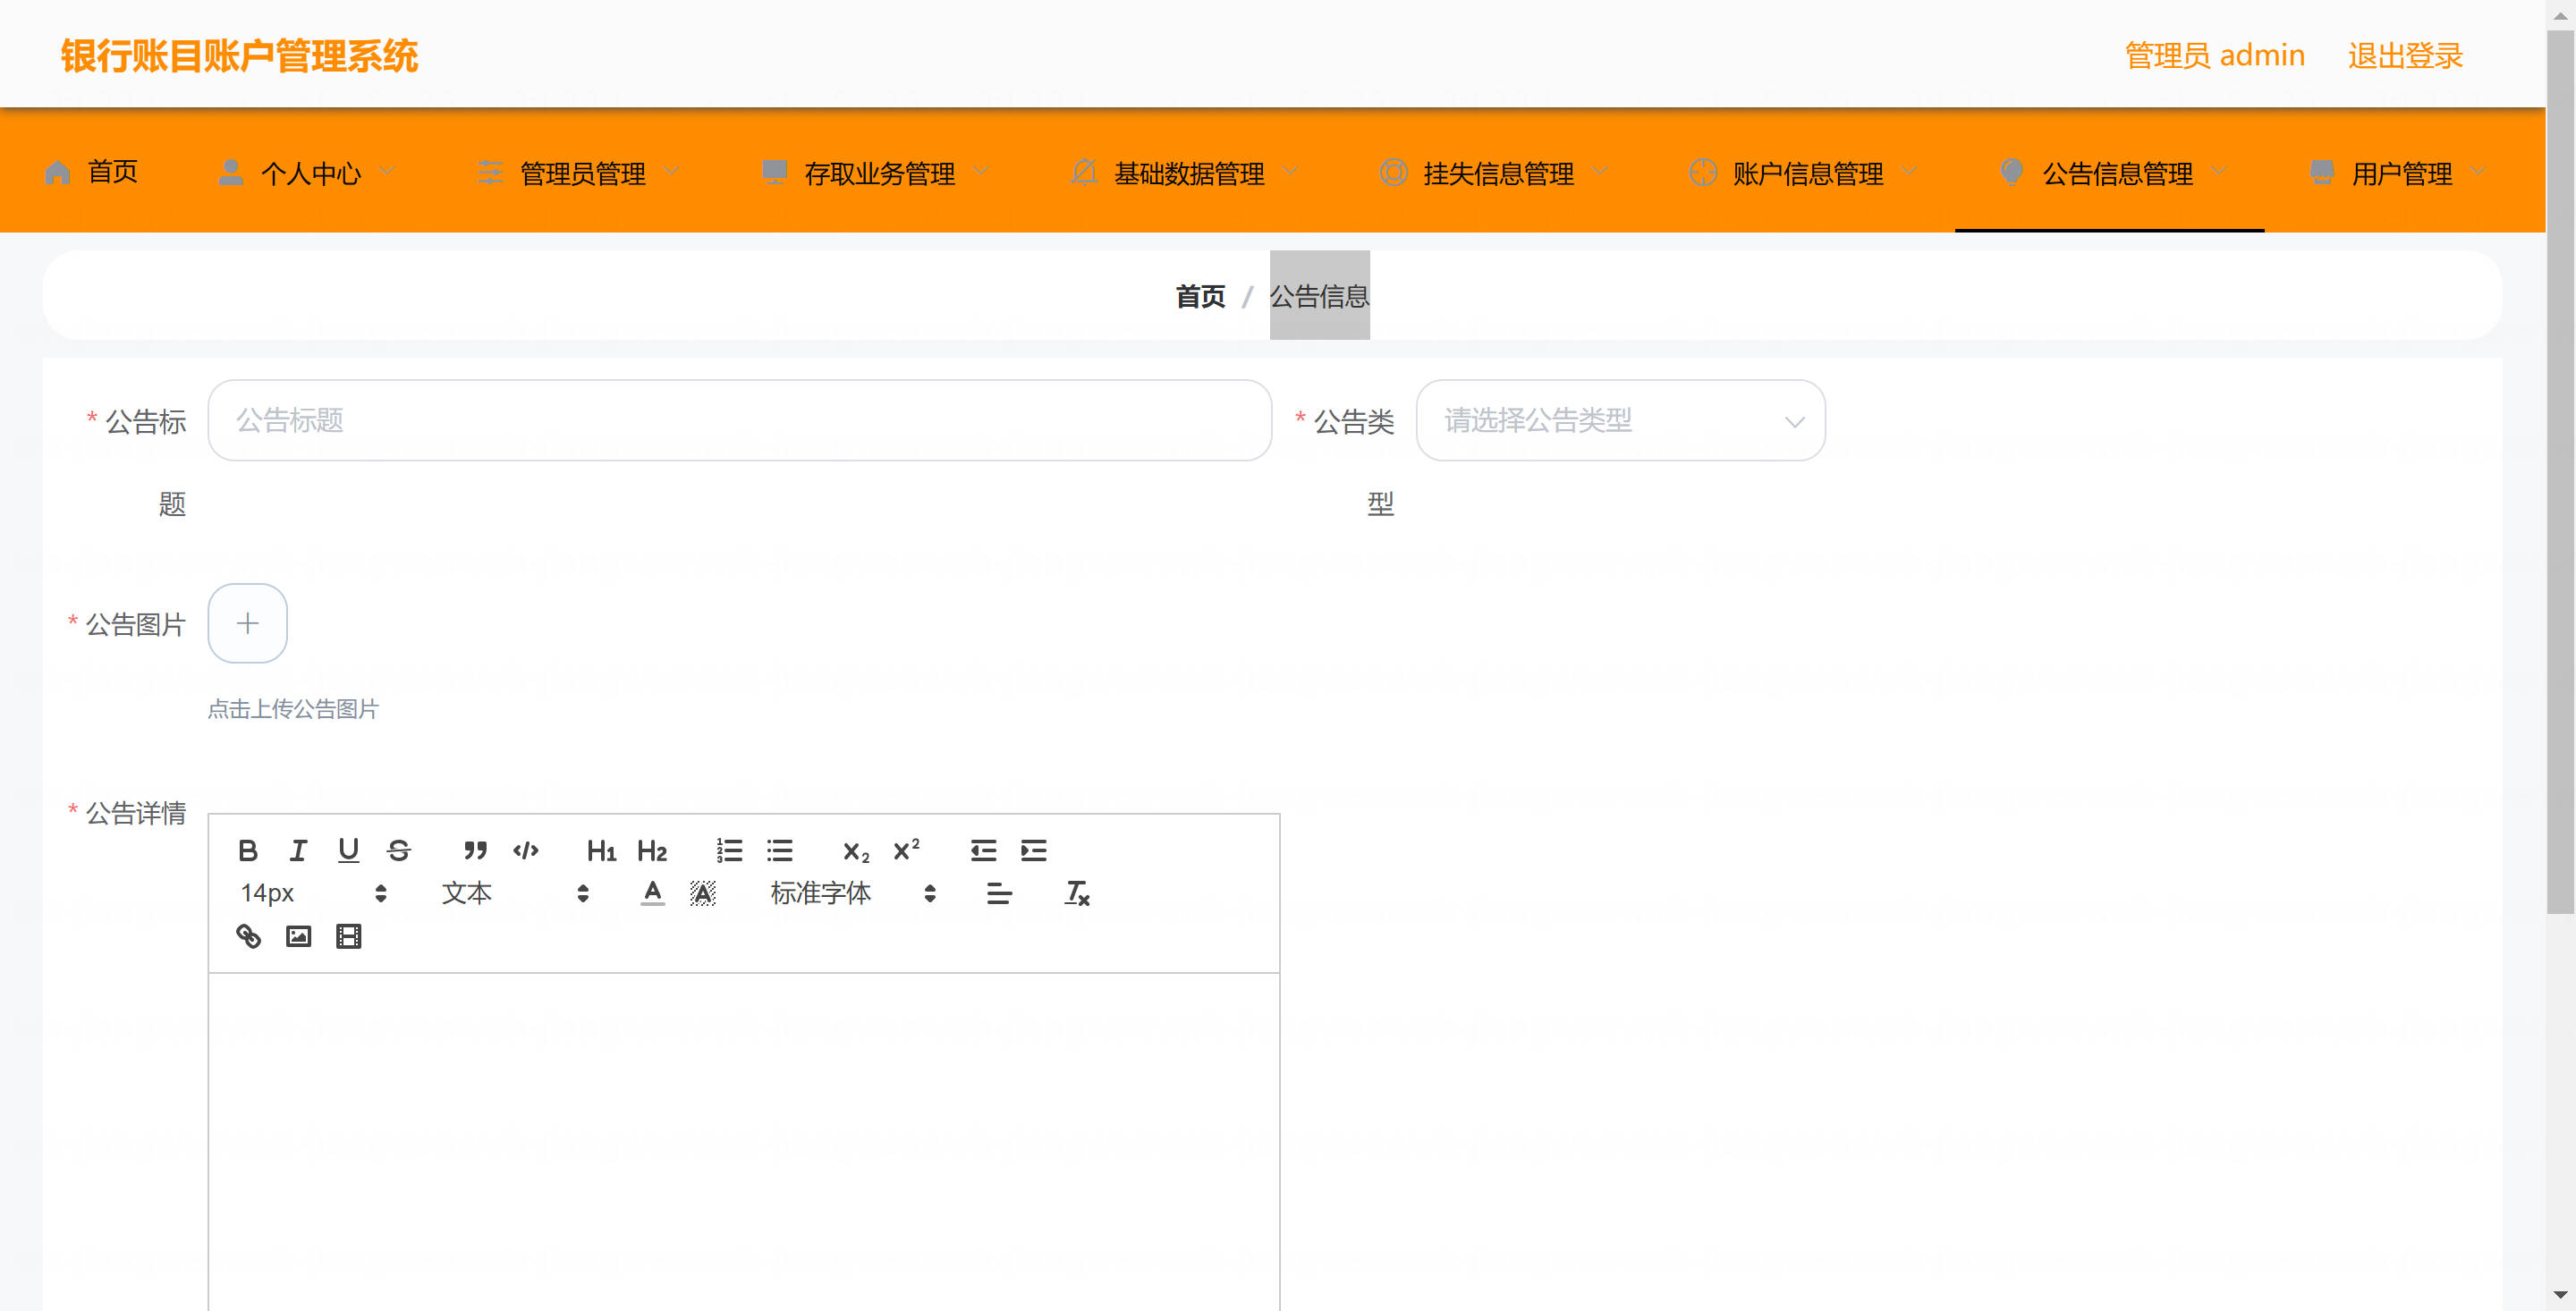 银行账目账户管理系统
管理员 admin 退出登录
首页 个人中心 管理员管理 存取业务管理 基础数据管理 挂失信息管理 账户信息管理 公告信息管理 用户管理
首页 / 公告信息
* 公告标题 公告标题 * 公告类型 请选择公告类型
* 公告图片
点击上传公告图片
* 公告详情
14px 文本 标准字体